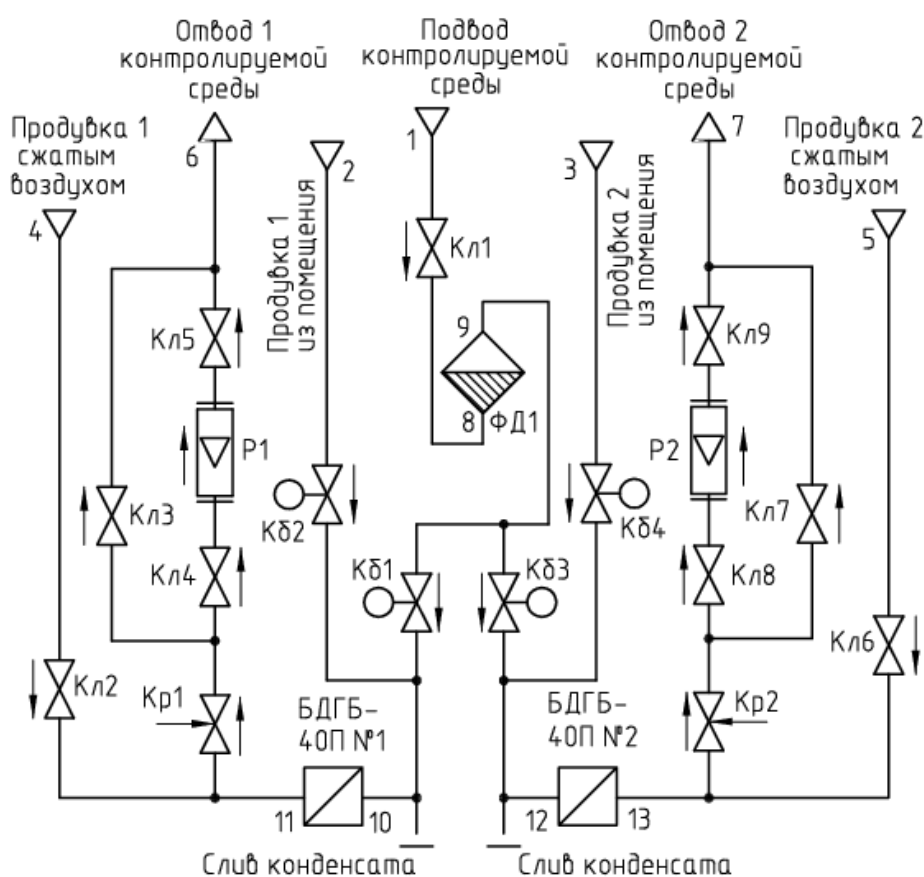 Отвод 1
контролируемой
среды
Подвод
контролируемой
среды
Отвод 2
контролируемой
среды
Продувка 1
сжатым
воздухом
Продувка 2
сжатым
воздухом
6
1
7
2
3
4
5
Продувка 1
из помещения
Продувка 2
из помещения
Кл1
Кл5
9
Кл9
8
ФД1
Р1
Р2
Кл3
Кб2
Кб4
Кл7
Кл4
Кб1
Кб3
Кл8
Кл2
Кр1
БДГБ-
40П №1
БДГБ-
40П №2
Кр2
Кл6
11
10
12
13
Слив конденсата
Слив конденсата